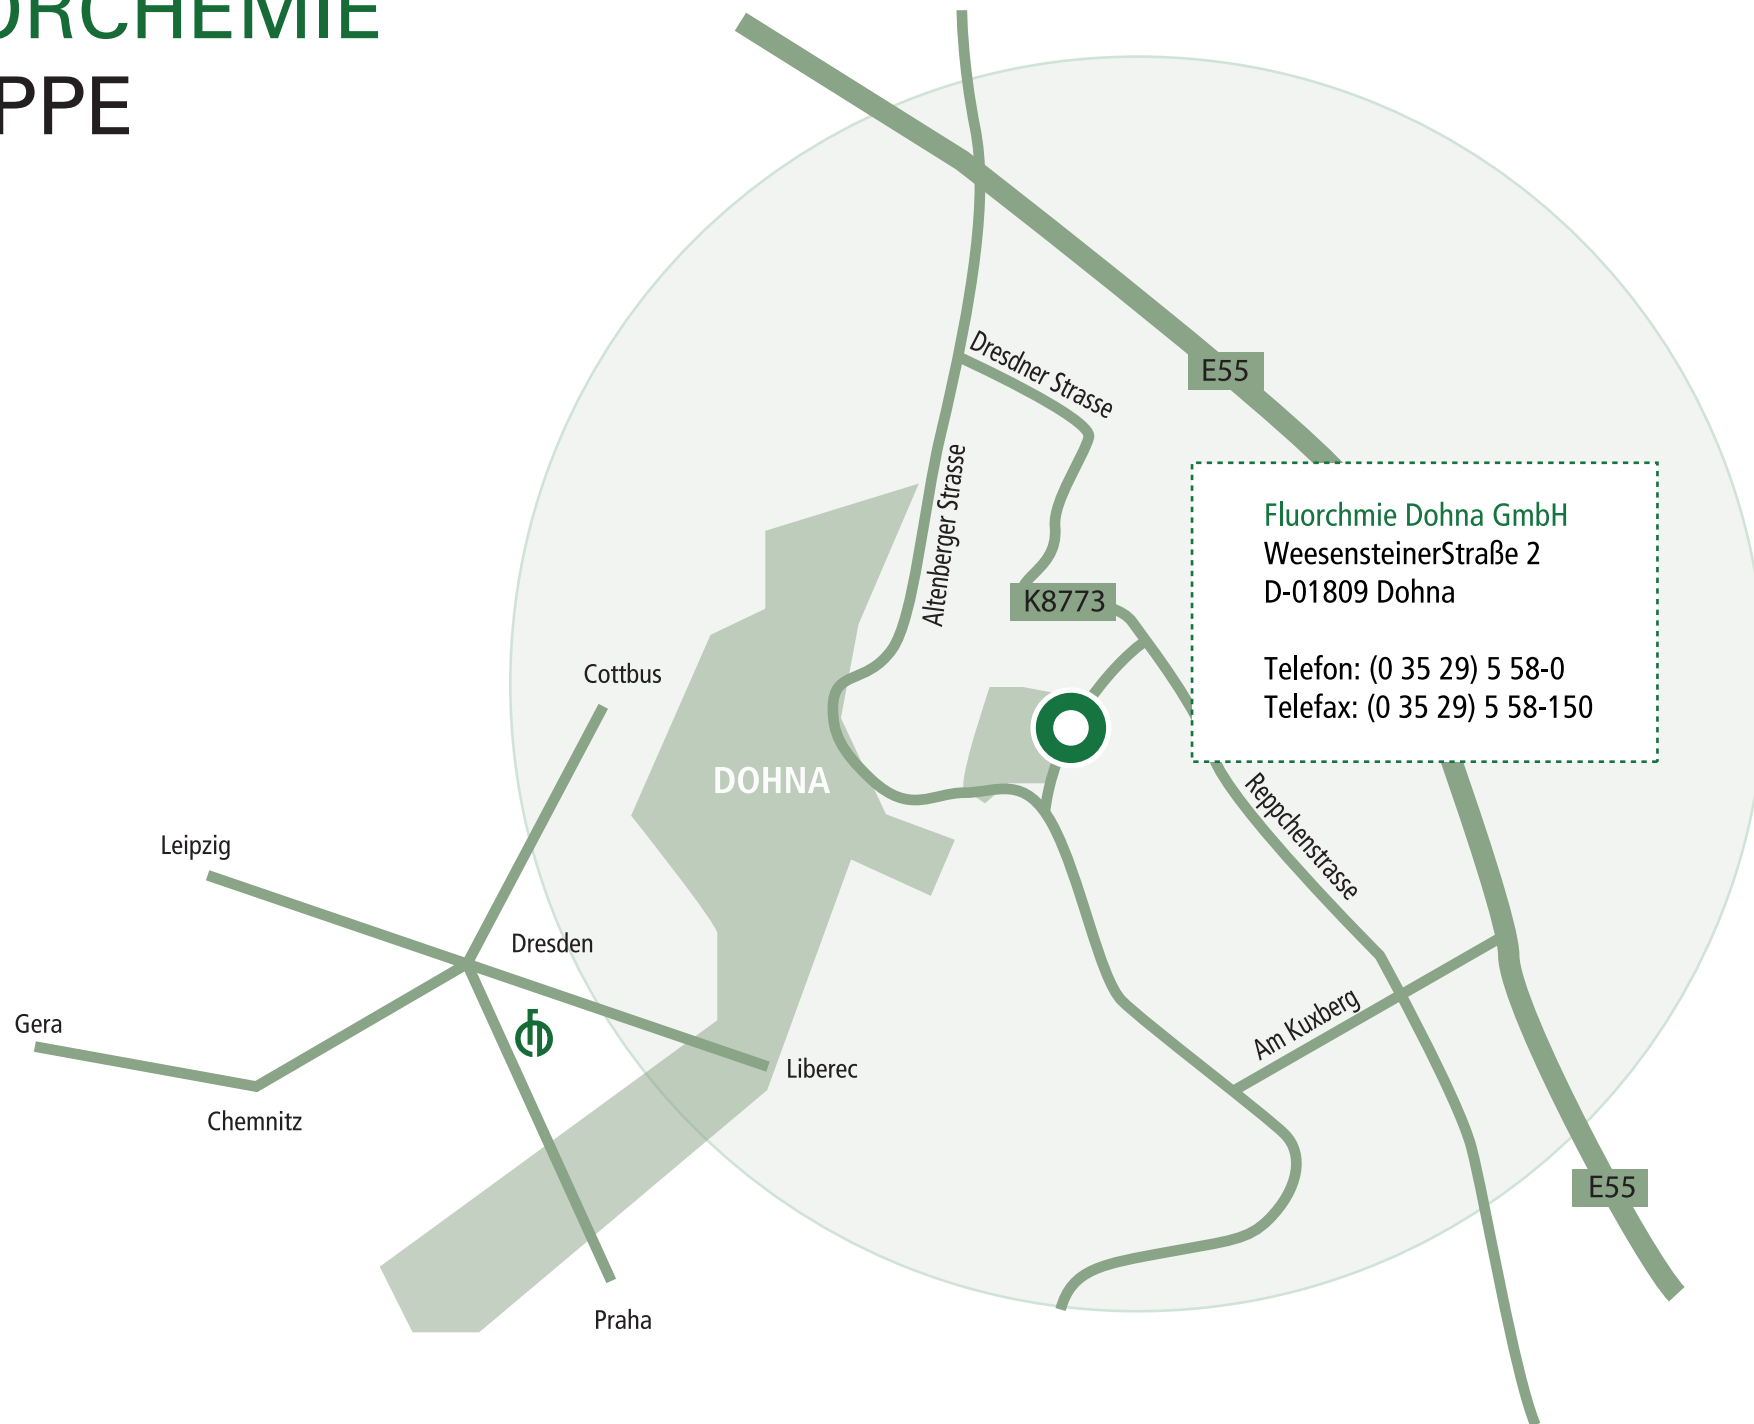 ORCHEMIE
PPE
E55
Dresdner Strasse
Altenberger Strasse
Fluorchmie Dohna GmbH
WeesensteinerStraße 2
D-01809 Dohna
Telefon: (0 35 29) 5 58-0
Telefax: (0 35 29) 5 58-150
K8773
Cottbus
DOHNA
Reppchenstrasse
Leipzig
Dresden
Am Kuxberg
Gera
Liberec
Chemnitz
E55
Praha